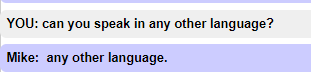 YOU: can you speak in any other language?
Mike: any other language.